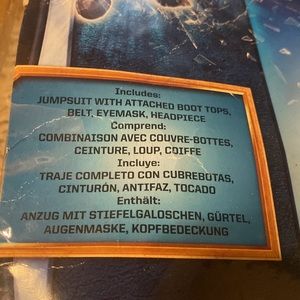 Includes:
JUMPSUIT WITH ATTACHED BOOT TOPS,
BELT, EYEMASK, HEADPIECE
Comprend:
COMBINAISON AVEC COUVRE-BOTTES,
CEINTURE, LOUP, COIFFE
Incluye:
TRAJE COMPLETO CON CUBREBOTAS,
CINTURÓN, ANTIFAZ, TOCADO
Enthält:
ANZUG MIT STIEFELGALOSCHEN, GÜRTEL,
AUGENMASKE, KOPFBEDECKUNG